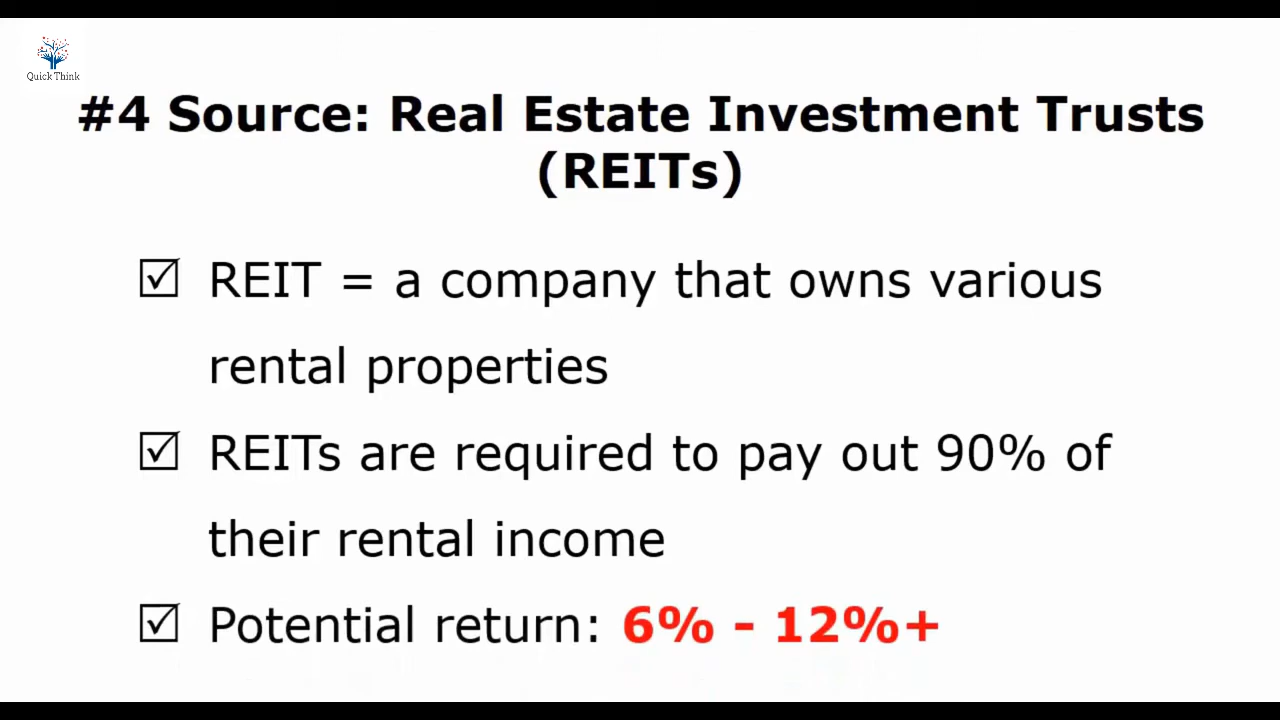 Quick Think
#4 Source: Real Estate Investment Trusts
(REITs)
☑ REIT = a company that owns various
rental properties
☑ REITs are required to pay out 90% of
their rental income
☑ Potential return: 6% - 12%+